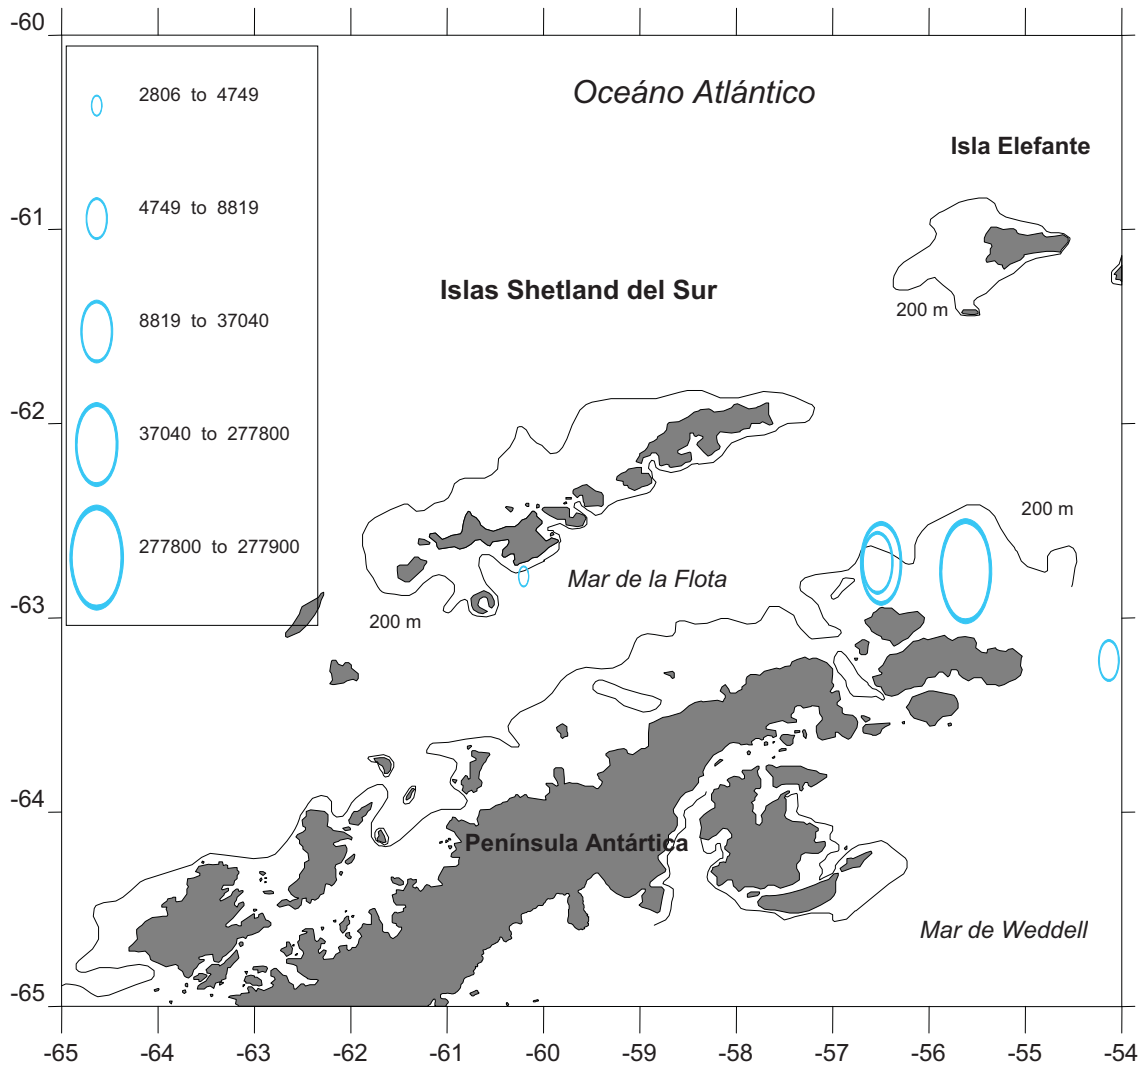 -60
2806 to 4749
Oceáno Atlántico
Isla Elefante
4749 to 8819
-61
Islas Shetland del Sur
200 m
8819 to 37040
-62
37040 to 277800
200 m
277800 to 277900
Mar de la Flota
-63
200 m
-64
Península Antártica
Mar de Weddell
-65
-65 -64 -63 -62 -61 -60 -59 -58 -57 -56 -55 -54